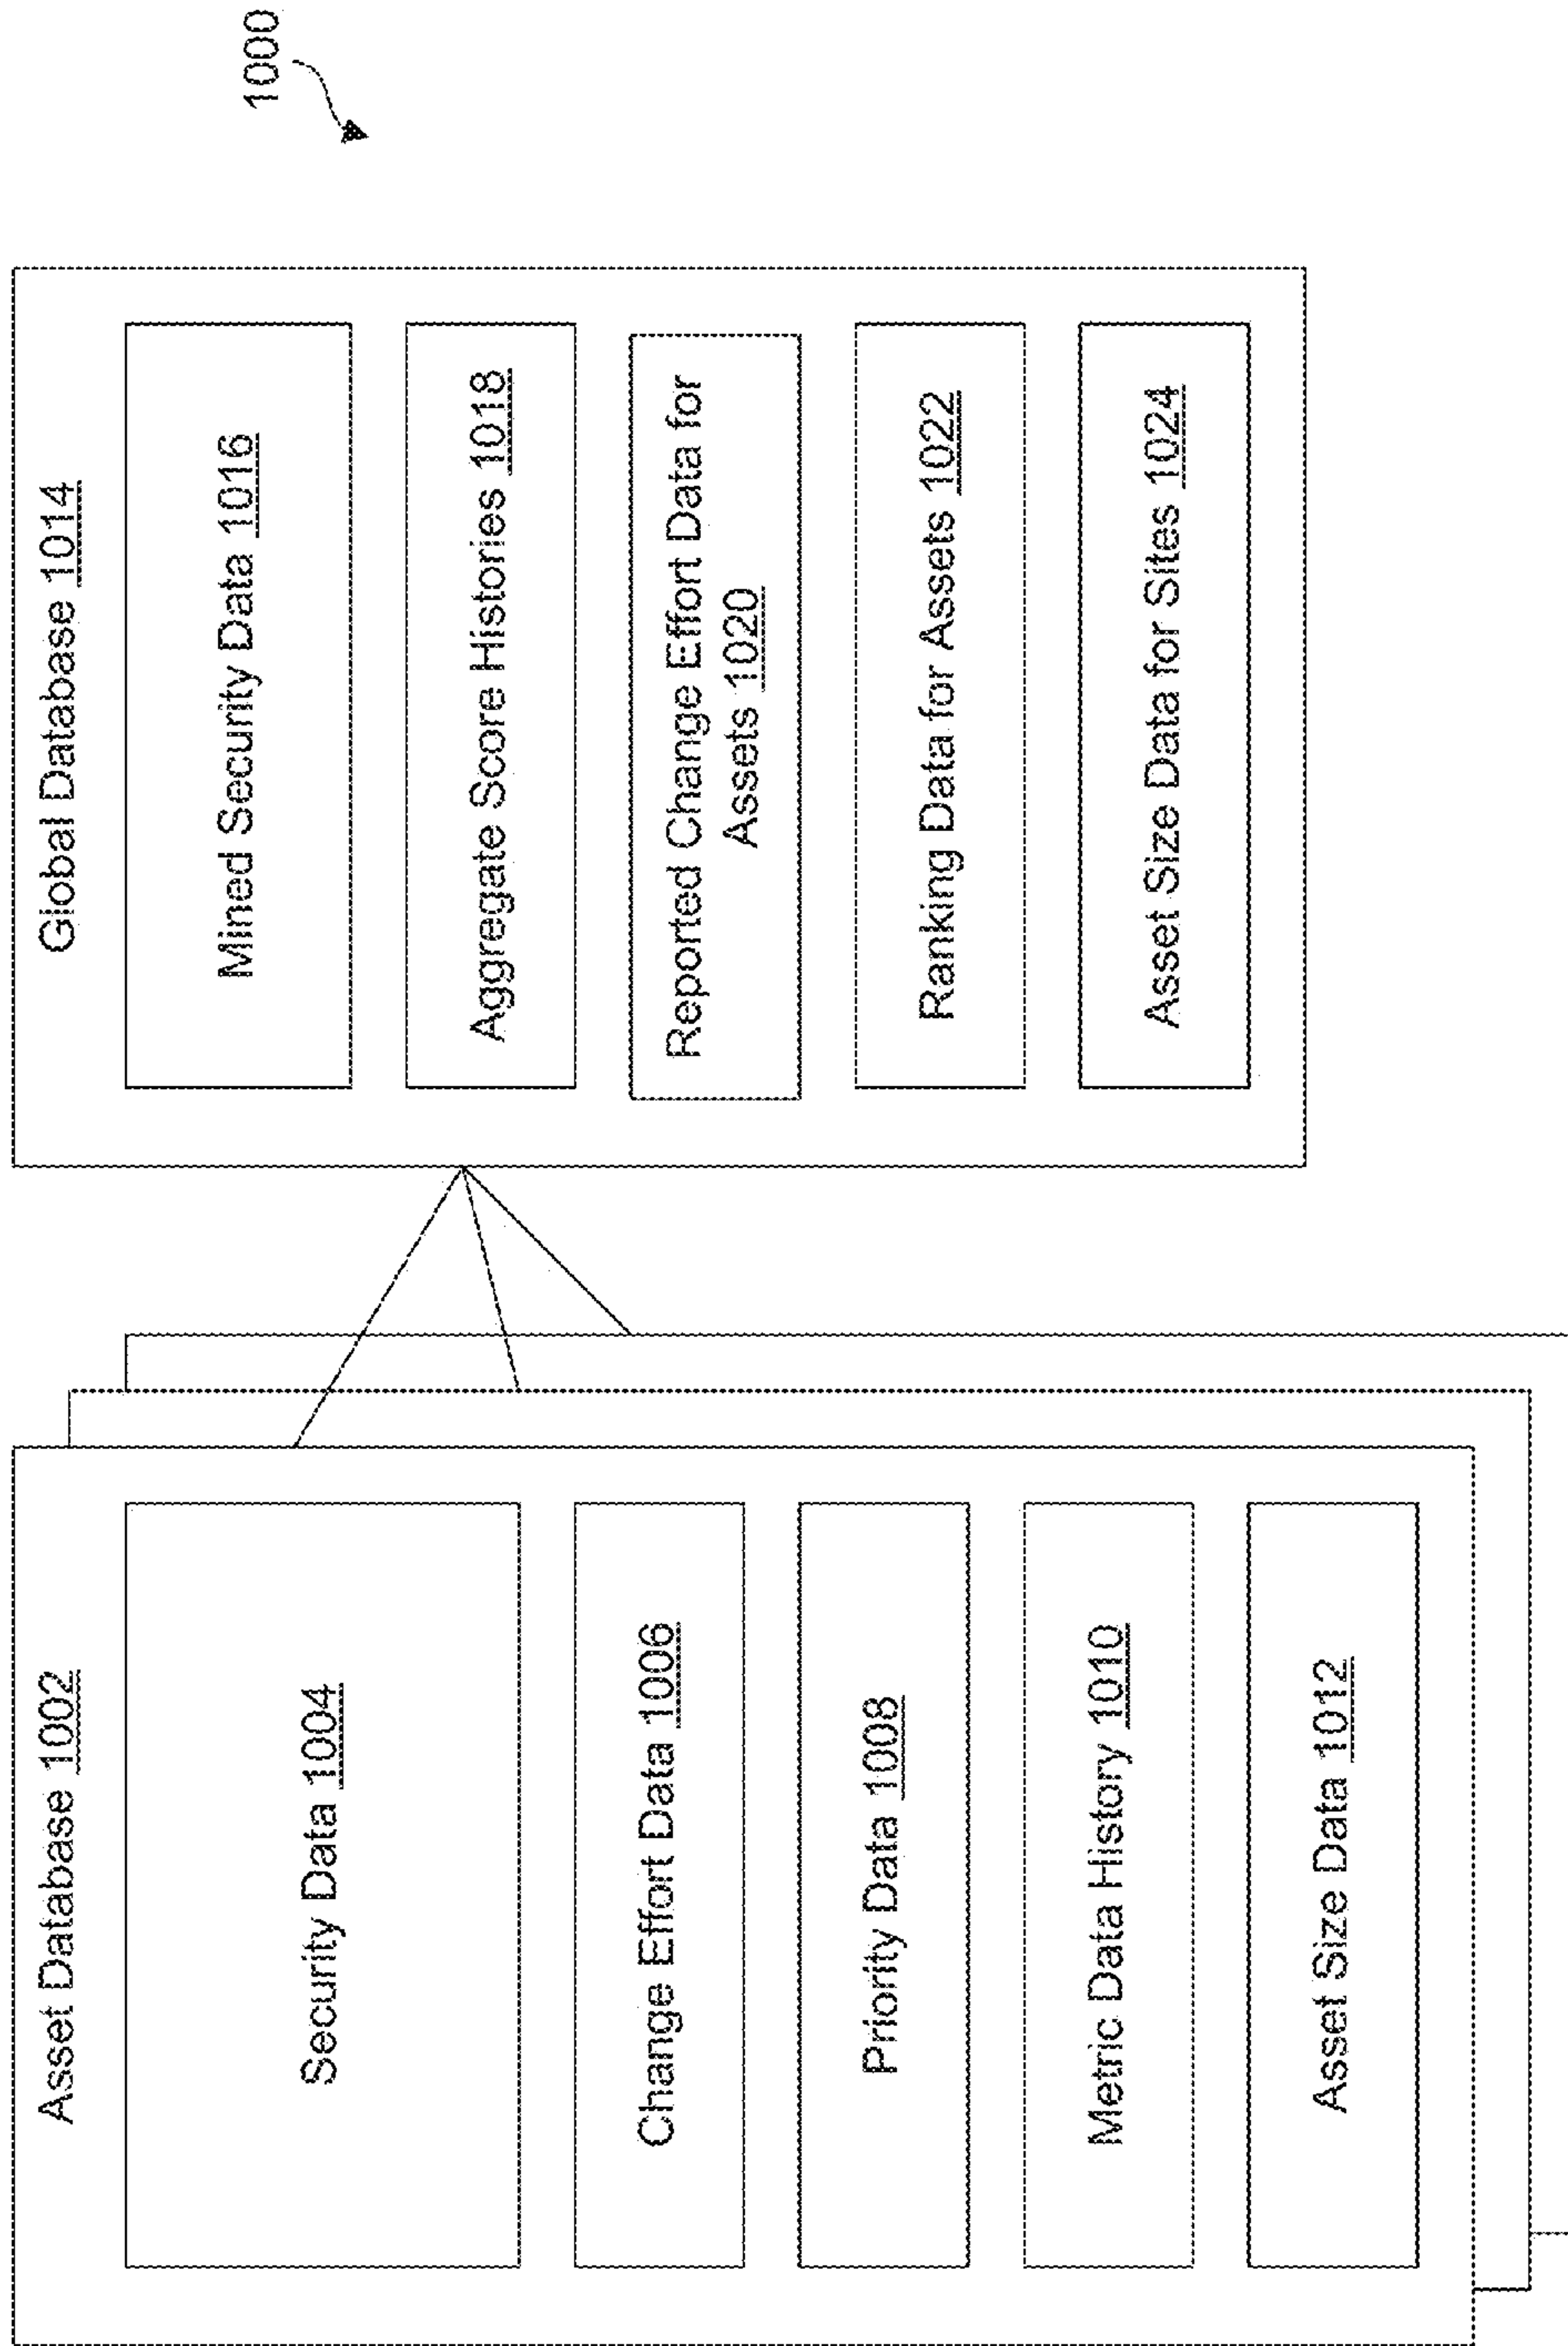 1000
Asset Database 1002
Security Data 1004
Change Effort Data 1006
Priority Data 1008
Metric Data History 1010
Asset Size Data 1012
Global Database 1014
Mined Security Data 1016
Aggregate Score Histories 1018
Reported Change Effort Data for
Assets 1020
Ranking Data for Assets 1022
Asset Size Data for Sites 1024